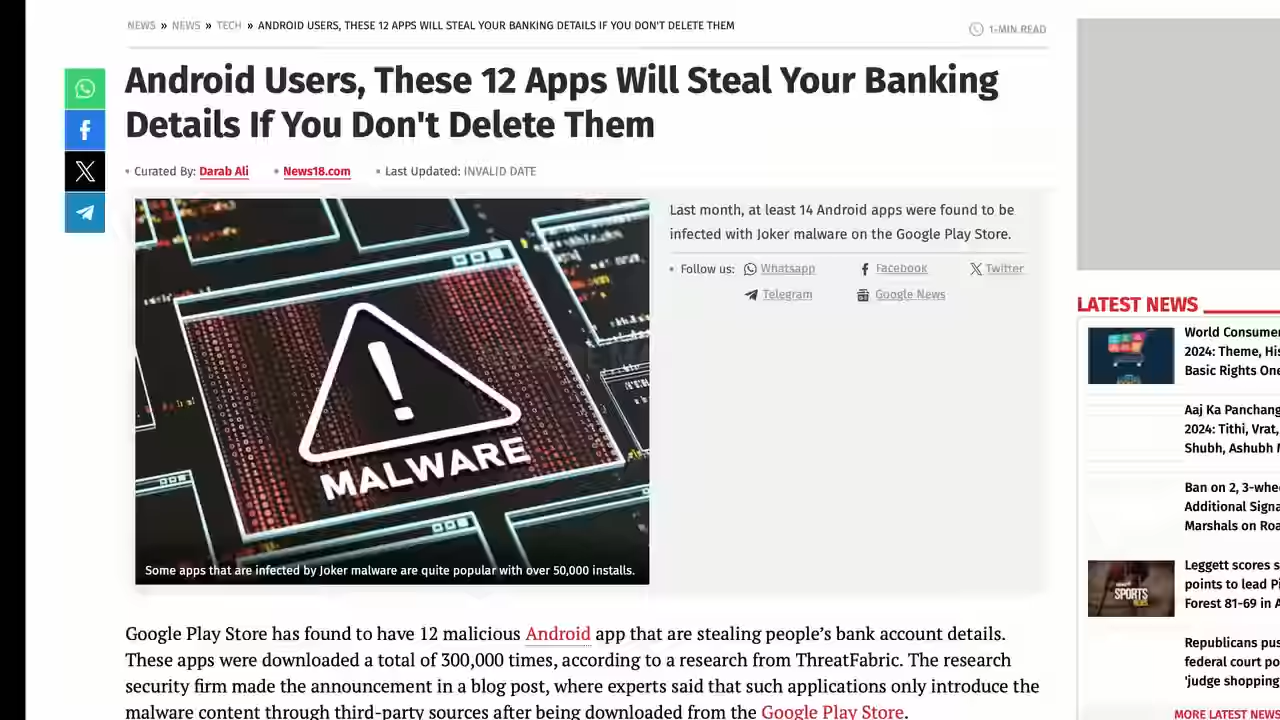 NEWS » NEWS » TECH » ANDROID USERS, THESE 12 APPS WILL STEAL YOUR BANKING DETAILS IF YOU DON'T DELETE THEM
1-MIN READ
Android Users, These 12 Apps Will Steal Your Banking
Details If You Don't Delete Them
• Curated By: Darab Ali • News18.com • Last Updated: INVALID DATE
Last month, at least 14 Android apps were found to be
infected with Joker malware on the Google Play Store.
• Follow us: Whatsapp Facebook Twitter
Telegram Google News
MALWARE
Some apps that are infected by Joker malware are quite popular with over 50,000 installs.
Google Play Store has found to have 12 malicious Android app that are stealing people’s bank account details.
These apps were downloaded a total of 300,000 times, according to a research from ThreatFabric. The research
security firm made the announcement in a blog post, where experts said that such applications only introduce the
malware content through third-party sources after being downloaded from the Google Play Store.
LATEST NEWS
World Consumer
2024: Theme, His
Basic Rights One
Aaj Ka Panchang
2024: Tithi, Vrat,
Shubh, Ashubh
Ban on 2, 3-whe
Additional Signa
Marshals on Roa
SPORTS
Leggett scores s
points to lead Pi
Forest 81-69 in A
Republicans pus
federal court po
'judge shopping
MORE LATEST NEWS